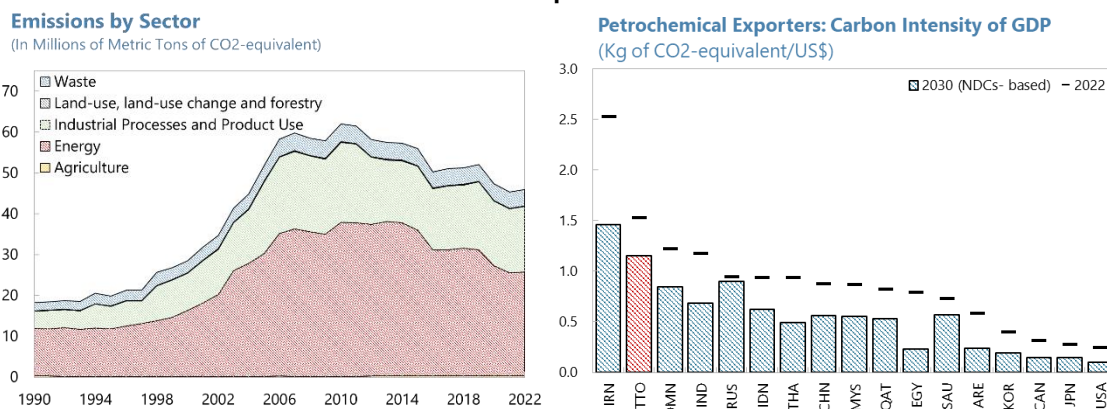 Emissions by Sector
(In Millions of Metric Tons of CO2-equivalent)
70
60
50
40
30
20
10
0
Waste
Land-use, land-use change and forestry
Industrial Processes and Product Use
Energy
Agriculture
1990 1994 1998 2002 2006 2010 2014 2018 2022
Petrochemical Exporters: Carbon Intensity of GDP
(Kg of CO2-equivalent/US$)
3.0
2.5
2.0
1.5
1.0
0.5
0.0
2030 (NDCs- based) 2022
IRN
TTO
OMN
IND
RUS
IDN
THA
CHN
MYS
QAT
EGY
SAU
ARE
KOR
CAN
JPN
USA